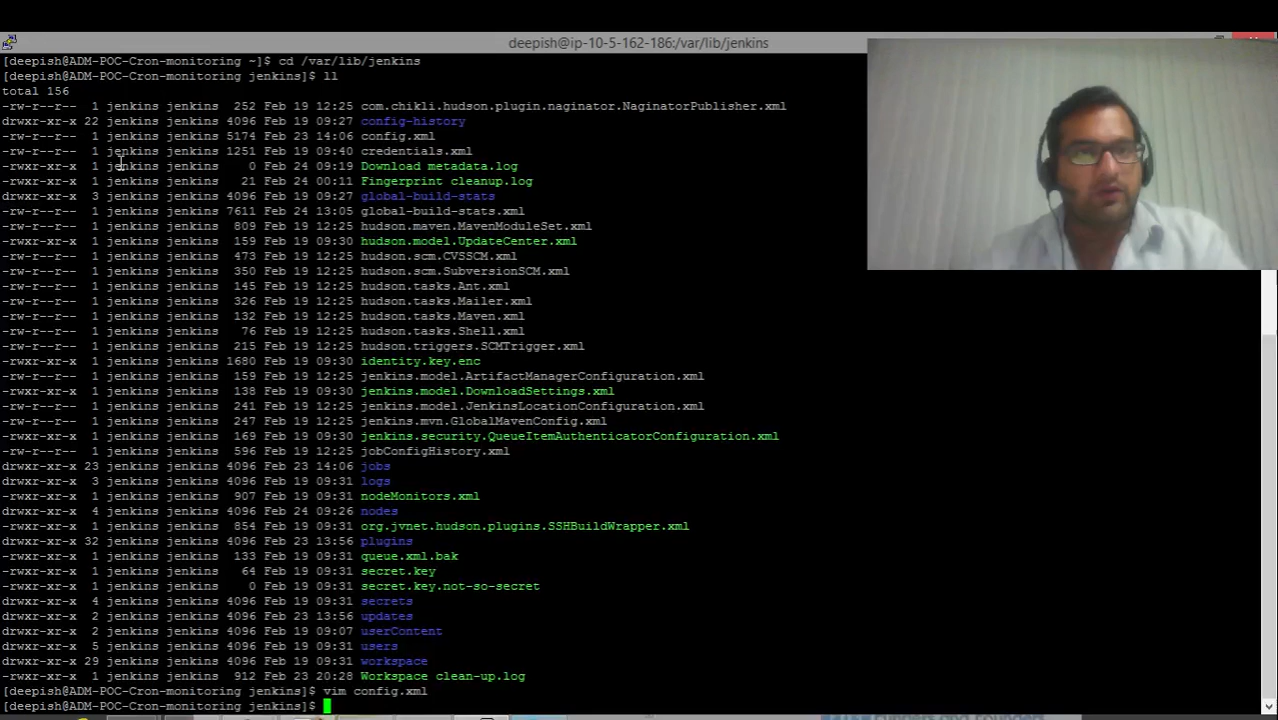 deepish@ip-10-5-162-186:/var/lib/jenkins
[deepish@ADM-POC-Cron-monitoring ~]$ cd /var/lib/jenkins
[deepish@ADM-POC-Cron-monitoring jenkins]$ ll
total 156
-rw-r--r-- 1 jenkins jenkins 252 Feb 19 12:25 com.chikli.hudson.plugin.naginator.NaginatorPublisher.xml
drwxr-xr-x 22 jenkins jenkins 4096 Feb 19 09:27 config-history
-rw-r--r-- 1 jenkins jenkins 5174 Feb 23 14:06 config.xml
-rw-r--r-- 1 jenkins jenkins 1251 Feb 19 09:40 credentials.xml
-rwxr-xr-x 1 jenkins jenkins 0 Feb 24 09:19 Download metadata.log
-rwxr-xr-x 1 jenkins jenkins 21 Feb 24 00:11 Fingerprint cleanup.log
drwxr-xr-x 3 jenkins jenkins 4096 Feb 19 09:27 global-build-stats
-rw-r--r-- 1 jenkins jenkins 7611 Feb 24 13:05 global-build-stats.xml
-rw-r--r-- 1 jenkins jenkins 809 Feb 19 12:25 hudson.maven.MavenModuleSet.xml
-rwxr-xr-x 1 jenkins jenkins 159 Feb 19 09:30 hudson.model.UpdateCenter.xml
-rw-r--r-- 1 jenkins jenkins 473 Feb 19 12:25 hudson.scm.CVSSCM.xml
-rw-r--r-- 1 jenkins jenkins 350 Feb 19 12:25 hudson.scm.SubversionSCM.xml
-rw-r--r-- 1 jenkins jenkins 145 Feb 19 12:25 hudson.tasks.Ant.xml
-rw-r--r-- 1 jenkins jenkins 326 Feb 19 12:25 hudson.tasks.Mailer.xml
-rw-r--r-- 1 jenkins jenkins 132 Feb 19 12:25 hudson.tasks.Maven.xml
-rw-r--r-- 1 jenkins jenkins 76 Feb 19 12:25 hudson.tasks.Shell.xml
-rw-r--r-- 1 jenkins jenkins 215 Feb 19 12:25 hudson.triggers.SCMTrigger.xml
-rwxr-xr-x 1 jenkins jenkins 1680 Feb 19 09:30 identity.key.enc
-rw-r--r-- 1 jenkins jenkins 159 Feb 19 12:25 jenkins.model.ArtifactManagerConfiguration.xml
-rwxr-xr-x 1 jenkins jenkins 138 Feb 19 09:30 jenkins.model.DownloadSettings.xml
-rw-r--r-- 1 jenkins jenkins 241 Feb 19 12:25 jenkins.model.JenkinsLocationConfiguration.xml
-rw-r--r-- 1 jenkins jenkins 247 Feb 19 12:25 jenkins.mvn.GlobalMavenConfig.xml
-rwxr-xr-x 1 jenkins jenkins 169 Feb 19 09:30 jenkins.security.QueueItemAuthenticatorConfiguration.xml
-rw-r--r-- 1 jenkins jenkins 596 Feb 19 12:25 jobConfigHistory.xml
drwxr-xr-x 23 jenkins jenkins 4096 Feb 23 14:06 jobs
drwxr-xr-x 3 jenkins jenkins 4096 Feb 19 09:31 logs
-rwxr-xr-x 1 jenkins jenkins 907 Feb 19 09:31 nodeMonitors.xml
drwxr-xr-x 4 jenkins jenkins 4096 Feb 24 09:26 nodes
-rwxr-xr-x 1 jenkins jenkins 854 Feb 19 09:31 org.jvnet.hudson.plugins.SSHBuildWrapper.xml
drwxr-xr-x 32 jenkins jenkins 4096 Feb 23 13:56 plugins
-rwxr-xr-x 1 jenkins jenkins 133 Feb 19 09:31 queue.xml.bak
-rwxr-xr-x 1 jenkins jenkins 64 Feb 19 09:31 secret.key
-rwxr-xr-x 1 jenkins jenkins 0 Feb 19 09:31 secret.key.not-so-secret
drwxr-xr-x 4 jenkins jenkins 4096 Feb 19 09:31 secrets
drwxr-xr-x 2 jenkins jenkins 4096 Feb 23 13:56 updates
drwxr-xr-x 2 jenkins jenkins 4096 Feb 19 09:07 userContent
drwxr-xr-x 5 jenkins jenkins 4096 Feb 19 09:31 users
drwxr-xr-x 29 jenkins jenkins 4096 Feb 19 09:31 workspace
-rwxr-xr-x 1 jenkins jenkins 912 Feb 23 20:28 Workspace clean-up.log
[deepish@ADM-POC-Cron-monitoring jenkins]$ vim config.xml
[deepish@ADM-POC-Cron-monitoring jenkins]$